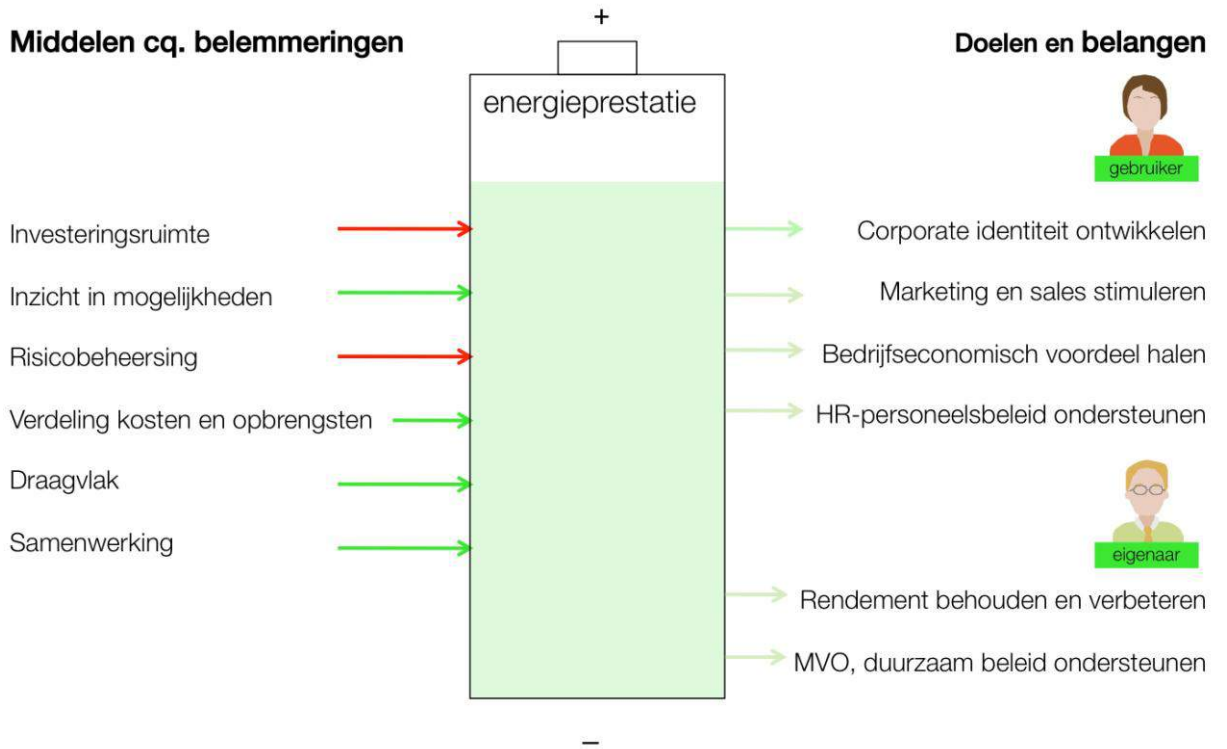 +
Middelen cq. belemmeringen
Doelen en belangen
energieprestatie
gebruiker
Investeringsruimte
Corporate identiteit ontwikkelen
Inzicht in mogelijkheden
Marketing en sales stimuleren
Risicobeheersing
Bedrijfseconomisch voordeel halen
Verdeling kosten en opbrengsten
HR-personeelsbeleid ondersteunen
Draagvlak
Samenwerking
eigenaar
Rendement behouden en verbeteren
MVO, duurzaam beleid ondersteunen
–